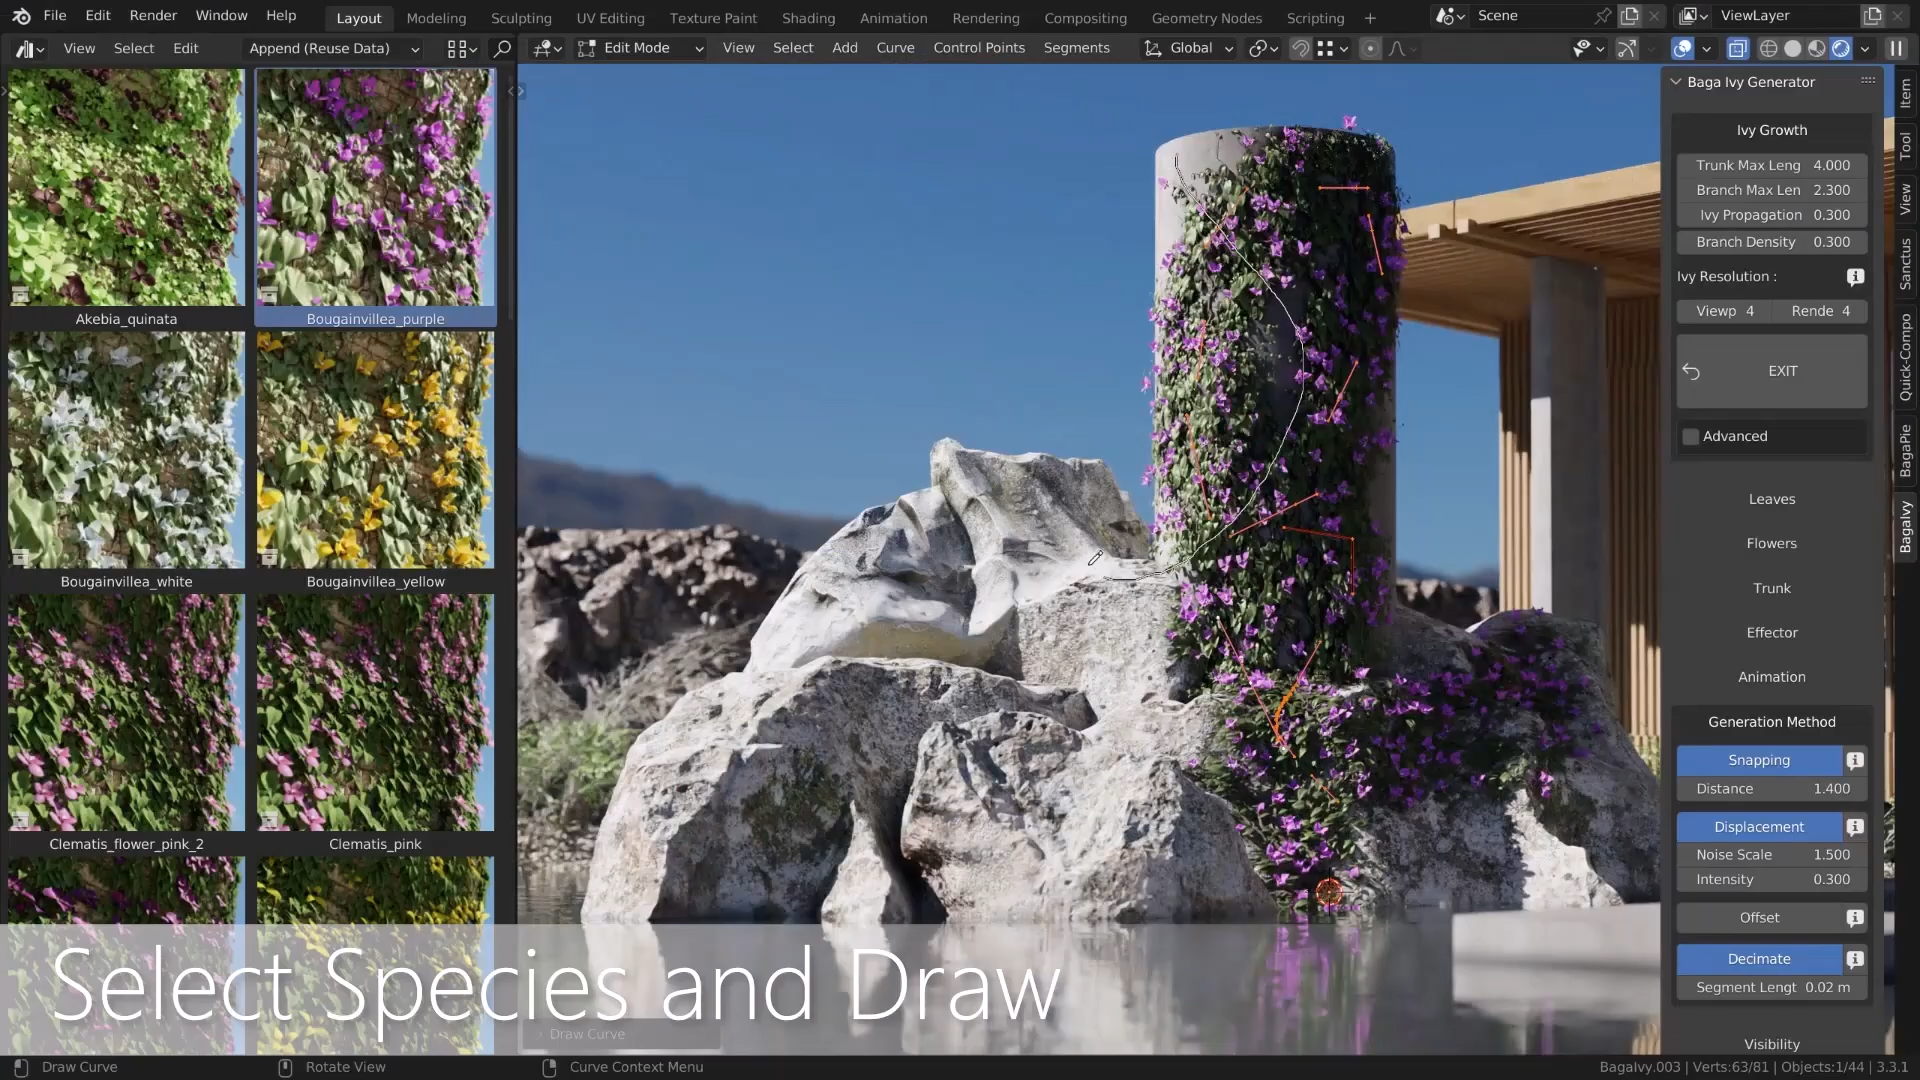 File Edit Render Window Help
Layout Modeling Sculpting UV Editing Texture Paint Shading Animation Rendering Compositing Geometry Nodes Scripting +
Scene
ViewLayer
View Select Edit Append (Reuse Data)
Edit Mode View Select Add Curve Control Points Segments Global
Akebia_quinata
Bougainvillea_purple
Bougainvillea_white
Bougainvillea_yellow
Clematis_flower_pink_2
Clematis_pink
Baga Ivy Generator
Ivy Growth
Trunk Max Leng 4.000
Branch Max Len 2.300
Ivy Propagation 0.300
Branch Density 0.300
Ivy Resolution :
Viewp 4 Rende 4
EXIT
Advanced
Leaves
Flowers
Trunk
Effector
Animation
Generation Method
Snapping
Distance 1.400
Displacement
Noise Scale 1.500
Intensity 0.300
Offset
Decimate
Segment Lengt 0.02 m
Visibility
Item
Tool
View
Sanctus
Quick-Compo
BagaPie
BagaIvy
Select Species and Draw
Draw Curve
Draw Curve
Rotate View
Curve Context Menu
BagaIvy.003 | Verts:63/81 | Objects:1/44 | 3.3.1